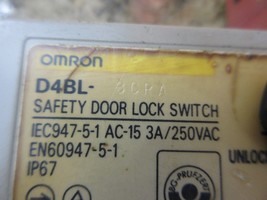 OMRON
D4BL-
SAFETY DOOR LOCK SWITCH
IEC947-5-1 AC-15 3A/250VAC
EN60947-5-1
IP67
UNLOC